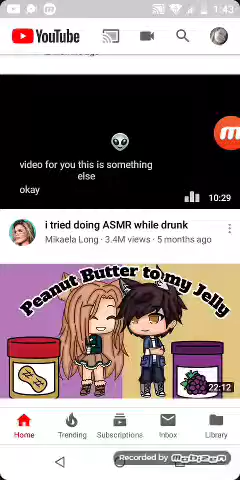 1:43
YouTube
video for you this is something
else
okay
10:29
i tried doing ASMR while drunk
Mikaela Long · 3.4M views · 5 months ago
Peanut Butter to my Jelly
22:12
Home
Trending
Subscriptions
Inbox
Library
Recorded by
MOBIZEN